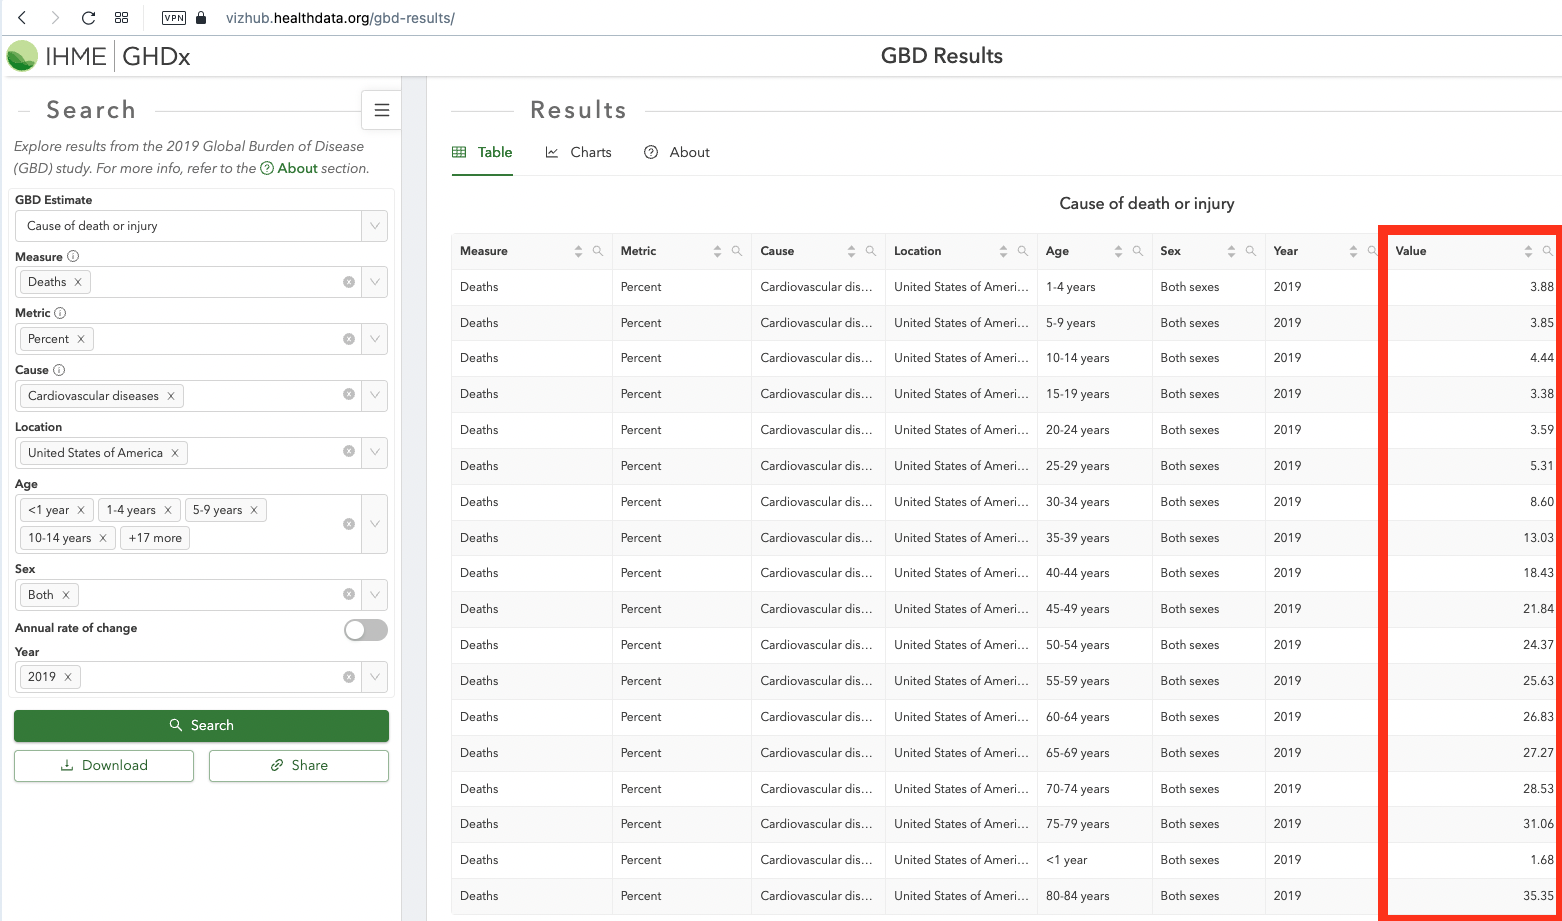 VPN vizhub.healthdata.org/gbd-results/
IHME GHDx
GBD Results
Search
Explore results from the 2019 Global Burden of Disease
(GBD) study. For more info, refer to the About section.
GBD Estimate
Cause of death or injury
Measure
Deaths X
Metric
Percent X
Cause
Cardiovascular diseases X
Location
United States of America X
Age
<1 year X 1-4 years X 5-9 years X
10-14 years X +17 more
Sex
Both X
Annual rate of change
Year
2019 X
Search
Download Share
Results
Table Charts About
Cause of death or injury
Measure Metric Cause Location Age Sex Year Value
Deaths Percent Cardiovascular dis... United States of Ameri... 1-4 years Both sexes 2019 3.88
Deaths Percent Cardiovascular dis... United States of Ameri... 5-9 years Both sexes 2019 3.85
Deaths Percent Cardiovascular dis... United States of Ameri... 10-14 years Both sexes 2019 4.44
Deaths Percent Cardiovascular dis... United States of Ameri... 15-19 years Both sexes 2019 3.38
Deaths Percent Cardiovascular dis... United States of Ameri... 20-24 years Both sexes 2019 3.59
Deaths Percent Cardiovascular dis... United States of Ameri... 25-29 years Both sexes 2019 5.31
Deaths Percent Cardiovascular dis... United States of Ameri... 30-34 years Both sexes 2019 8.60
Deaths Percent Cardiovascular dis... United States of Ameri... 35-39 years Both sexes 2019 13.03
Deaths Percent Cardiovascular dis... United States of Ameri... 40-44 years Both sexes 2019 18.43
Deaths Percent Cardiovascular dis... United States of Ameri... 45-49 years Both sexes 2019 21.84
Deaths Percent Cardiovascular dis... United States of Ameri... 50-54 years Both sexes 2019 24.37
Deaths Percent Cardiovascular dis... United States of Ameri... 55-59 years Both sexes 2019 25.63
Deaths Percent Cardiovascular dis... United States of Ameri... 60-64 years Both sexes 2019 26.83
Deaths Percent Cardiovascular dis... United States of Ameri... 65-69 years Both sexes 2019 27.27
Deaths Percent Cardiovascular dis... United States of Ameri... 70-74 years Both sexes 2019 28.53
Deaths Percent Cardiovascular dis... United States of Ameri... 75-79 years Both sexes 2019 31.06
Deaths Percent Cardiovascular dis... United States of Ameri... <1 year Both sexes 2019 1.68
Deaths Percent Cardiovascular dis... United States of Ameri... 80-84 years Both sexes 2019 35.35